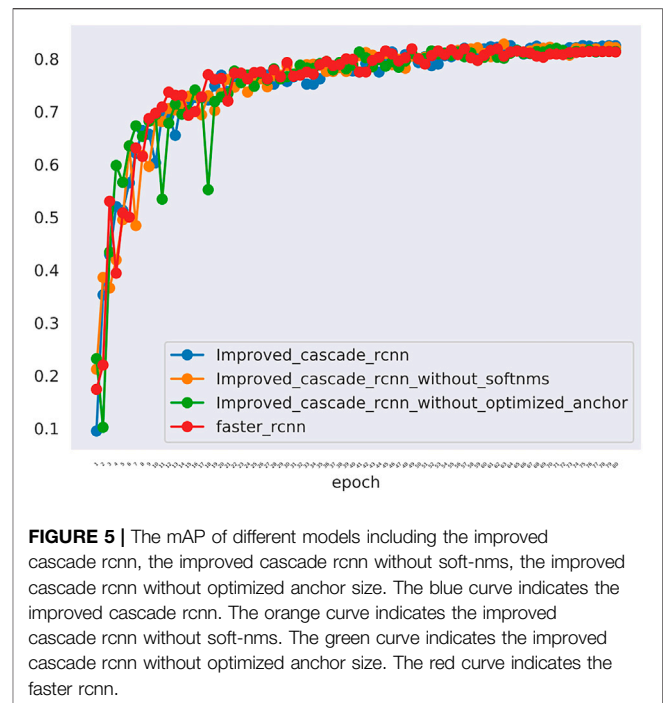 0.8
0.7
0.6
0.5
0.4
0.3
0.2
0.1
Improved_cascade_rcnn
Improved_cascade_rcnn_without_softnms
Improved_cascade_rcnn_without_optimized_anchor
faster_rcnn
epoch
FIGURE 5 | The mAP of different models including the improved
cascade rcnn, the improved cascade rcnn without soft-nms, the improved
cascade rcnn without optimized anchor size. The blue curve indicates the
improved cascade rcnn. The orange curve indicates the improved
cascade rcnn without soft-nms. The green curve indicates the improved
cascade rcnn without optimized anchor size. The red curve indicates the
faster rcnn.